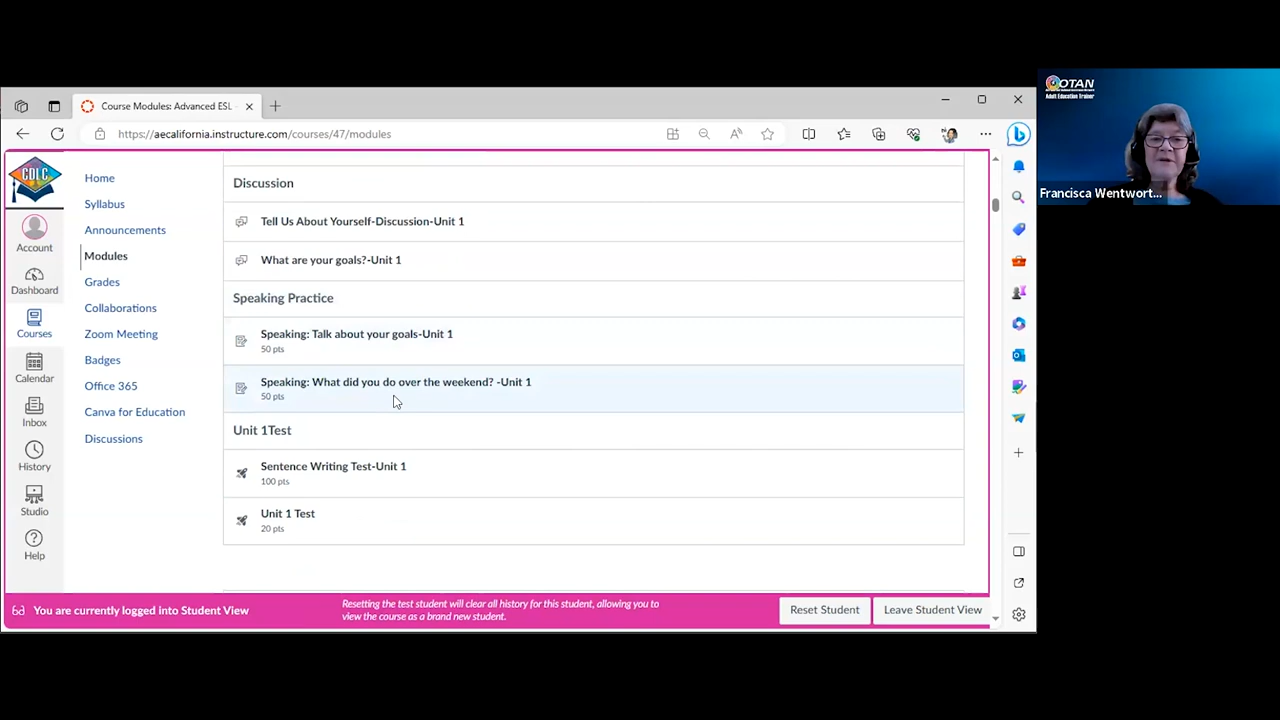 Course Modules: Advanced ESL
https://aecalifornia.instructure.com/courses/47/modules
OTAN
Adult Education Trainer
Francisca Wentwort...
CDLC
Account
Dashboard
Courses
Calendar
Inbox
History
Studio
Help
Home
Syllabus
Announcements
Modules
Grades
Collaborations
Zoom Meeting
Badges
Office 365
Canva for Education
Discussions
Discussion
Tell Us About Yourself-Discussion-Unit 1
What are your goals?-Unit 1
Speaking Practice
Speaking: Talk about your goals-Unit 1
50 pts
Speaking: What did you do over the weekend? -Unit 1
50 pts
Unit 1Test
Sentence Writing Test-Unit 1
100 pts
Unit 1 Test
20 pts
You are currently logged into Student View
Resetting the test student will clear all history for this student, allowing you to
view the course as a brand new student.
Reset Student
Leave Student View